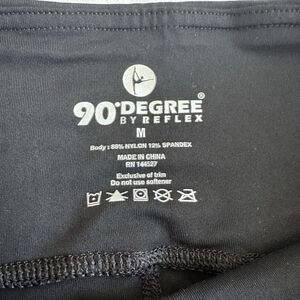 90°DEGREE®
BY REFLEX
M
Body: 88% NYLON 12% SPANDEX
MADE IN CHINA
RN 144527
Exclusive of trim
Do not use softener